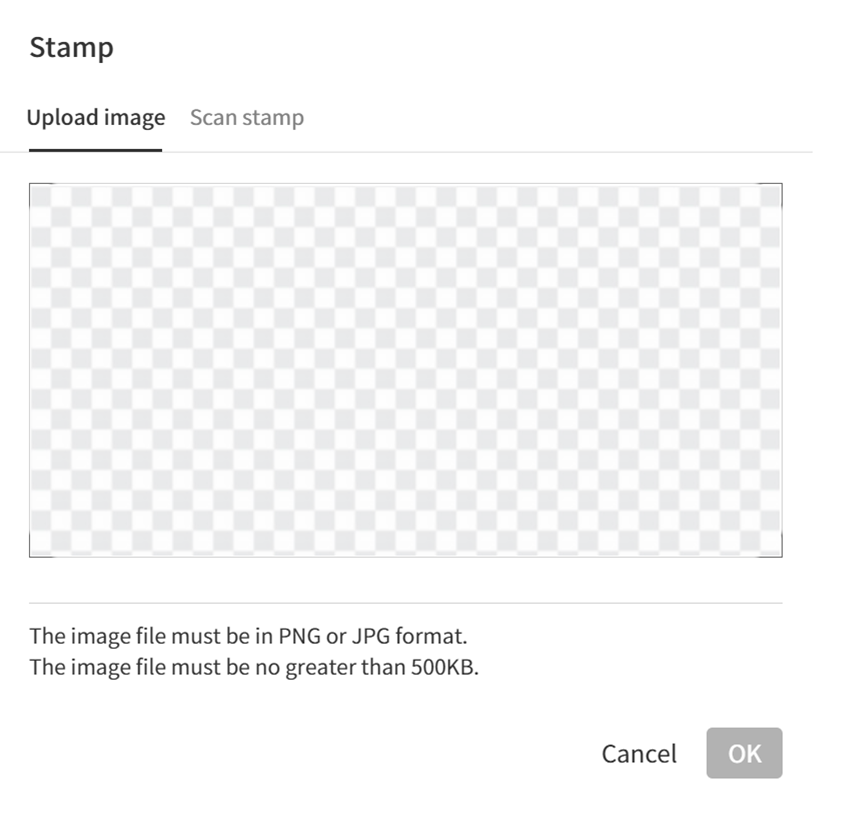 Stamp
Upload image Scan stamp
The image file must be in PNG or JPG format.
The image file must be no greater than 500KB.
Cancel OK